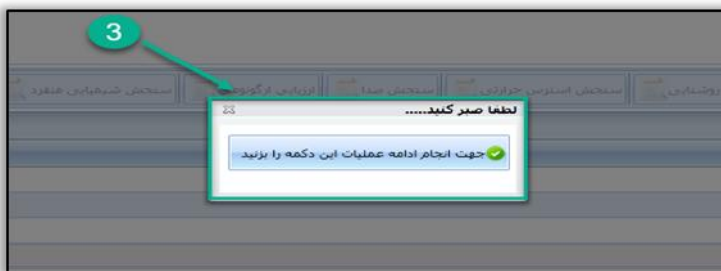 3
روشنایی سنجش استرس حرارتی سنجش صدا ارزیابی ارگونومی سنجش شیمیایی منفرد
لطفا صبر کنید.....
جهت انجام ادامه عملیات این دکمه را بزنید